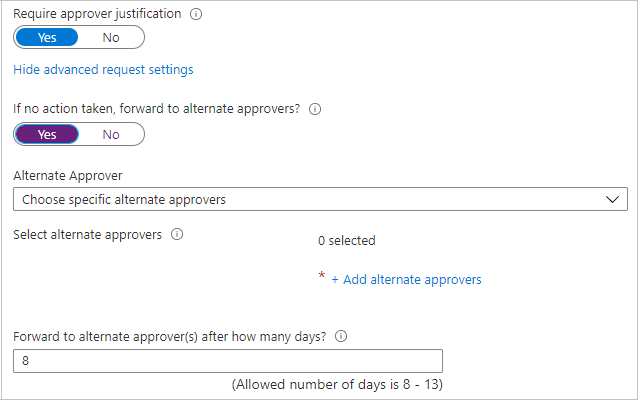 Require approver justification
Yes No
Hide advanced request settings
If no action taken, forward to alternate approvers?
Yes No
Alternate Approver
Choose specific alternate approvers
Select alternate approvers
0 selected
* + Add alternate approvers
Forward to alternate approver(s) after how many days?
8
(Allowed number of days is 8 - 13)